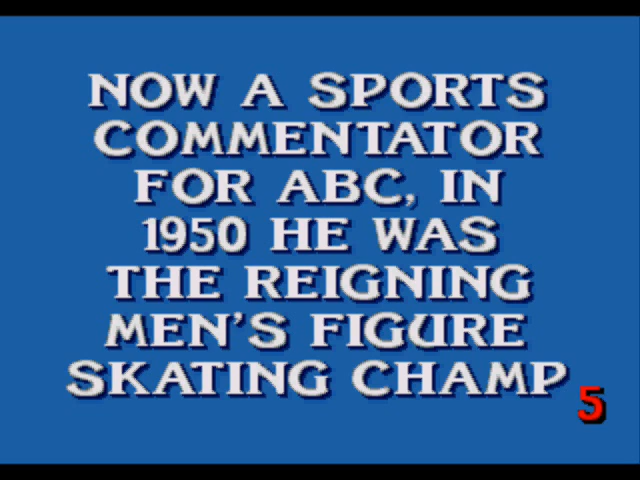 NOW A SPORTS
COMMENTATOR
FOR ABC, IN
1950 HE WAS
THE REIGNING
MEN'S FIGURE
SKATING CHAMP
5